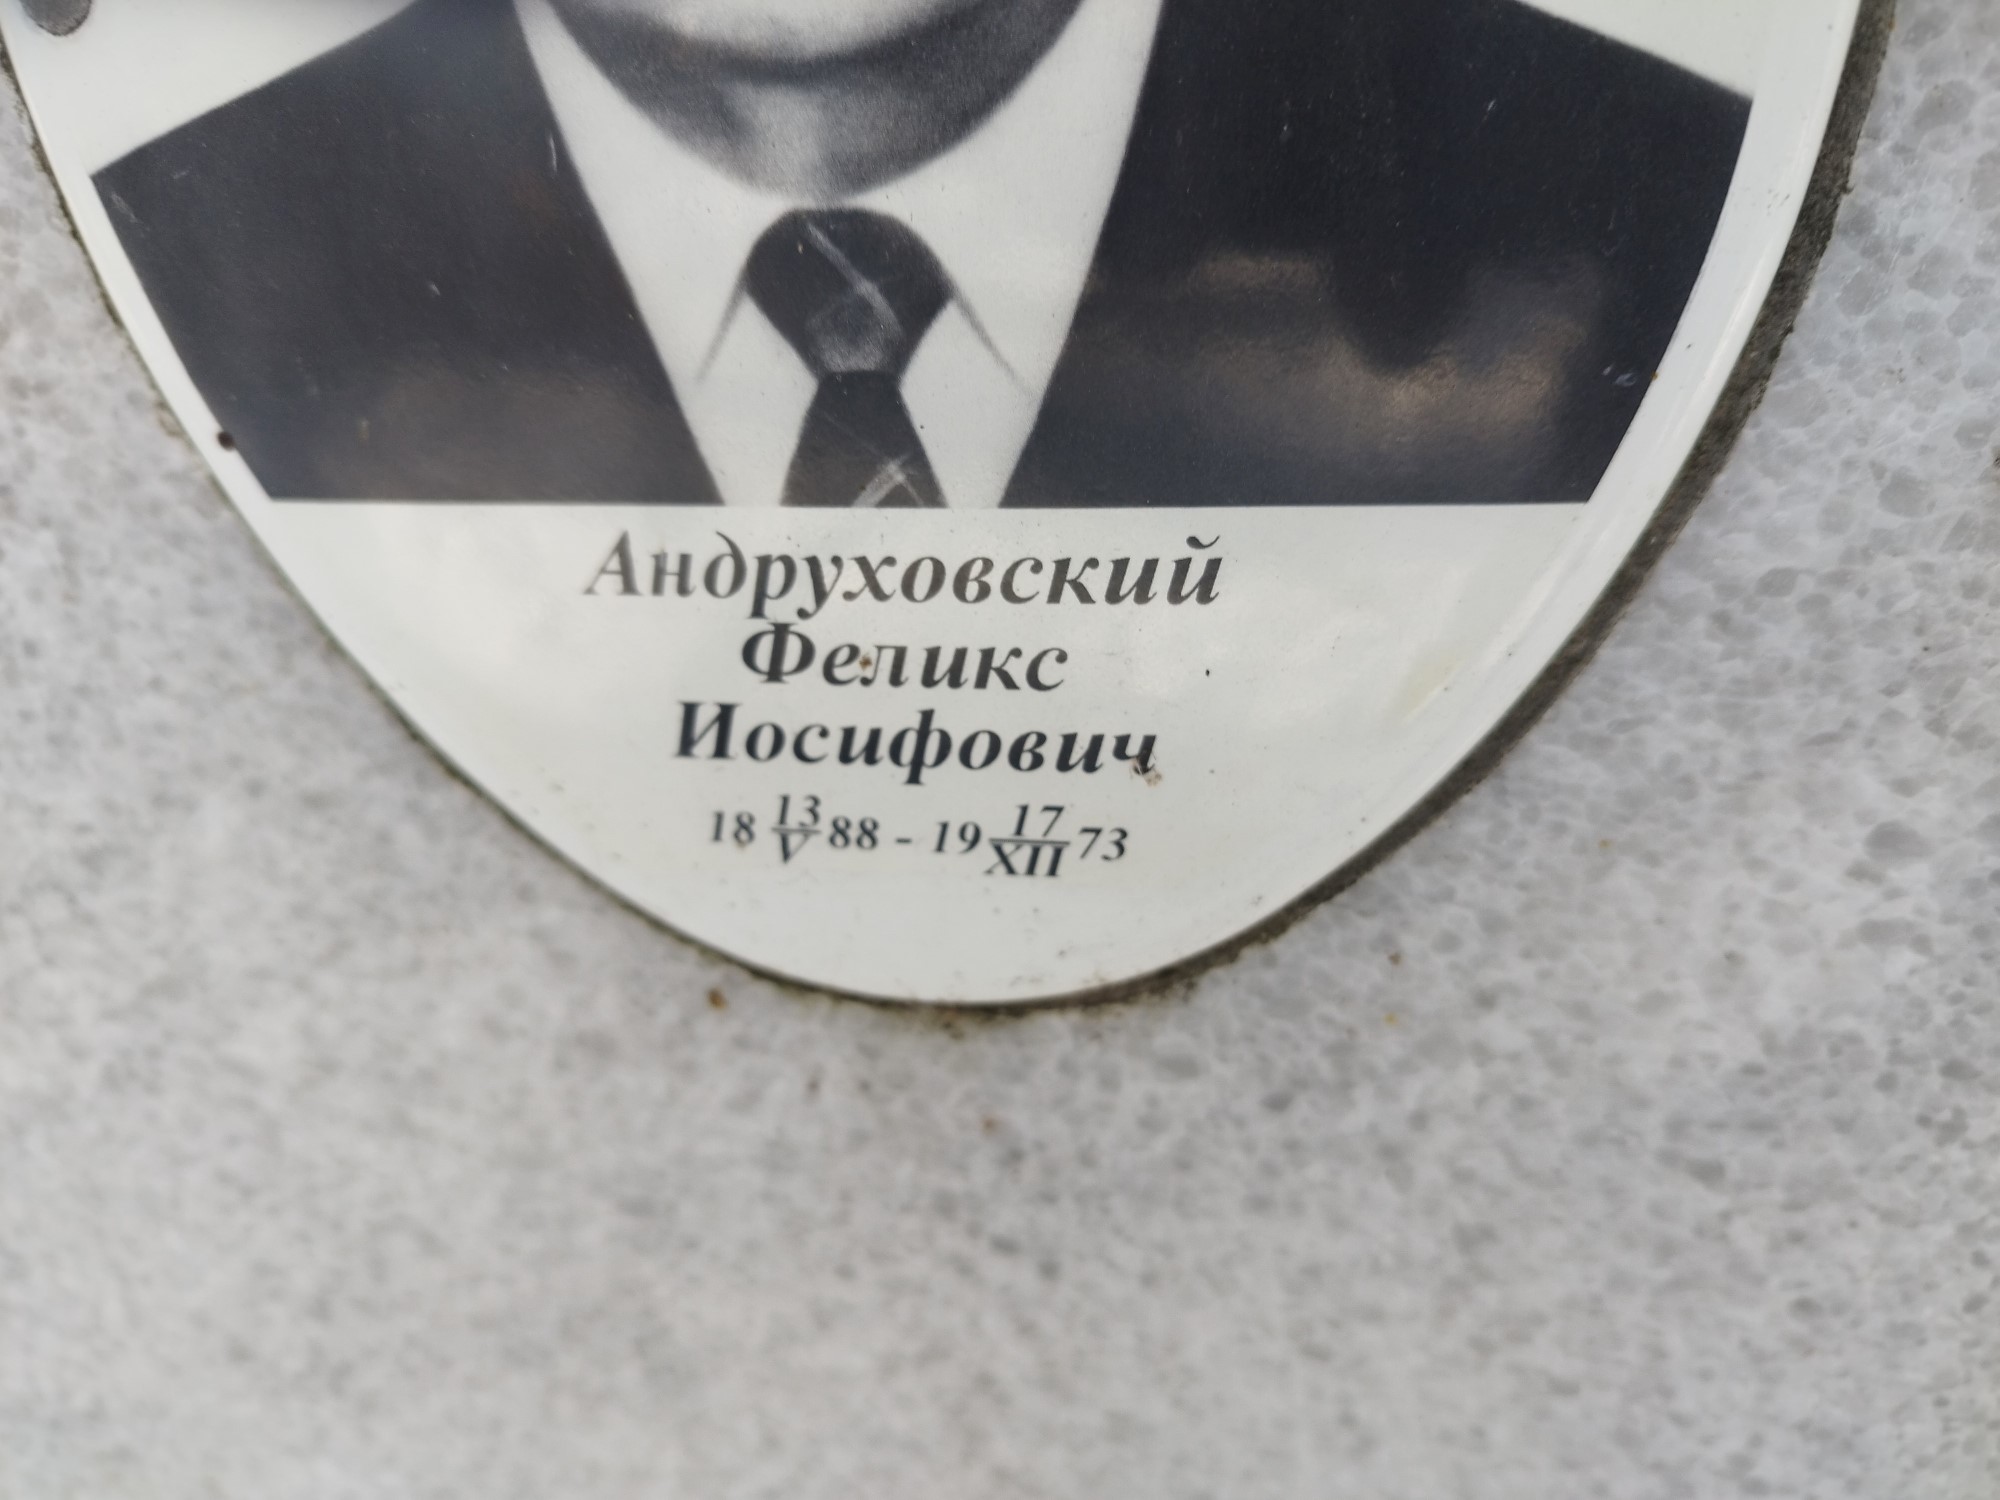 Андруховский
Феликс
Иосифович
18 13/V 88 - 19 17/XII 73